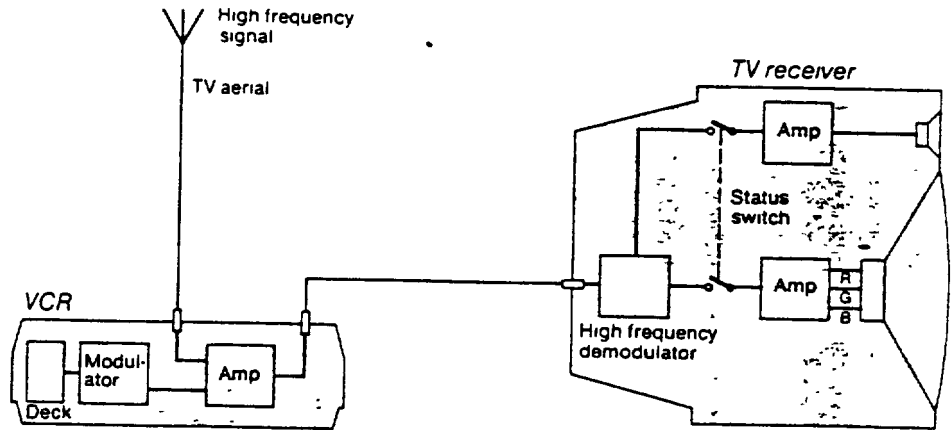 High frequency
signal
TV aerial
TV receiver
Amp
Status
switch
Amp
R
G
B
High frequency
demodulator
VCR
Modul-
ator
Amp
Deck